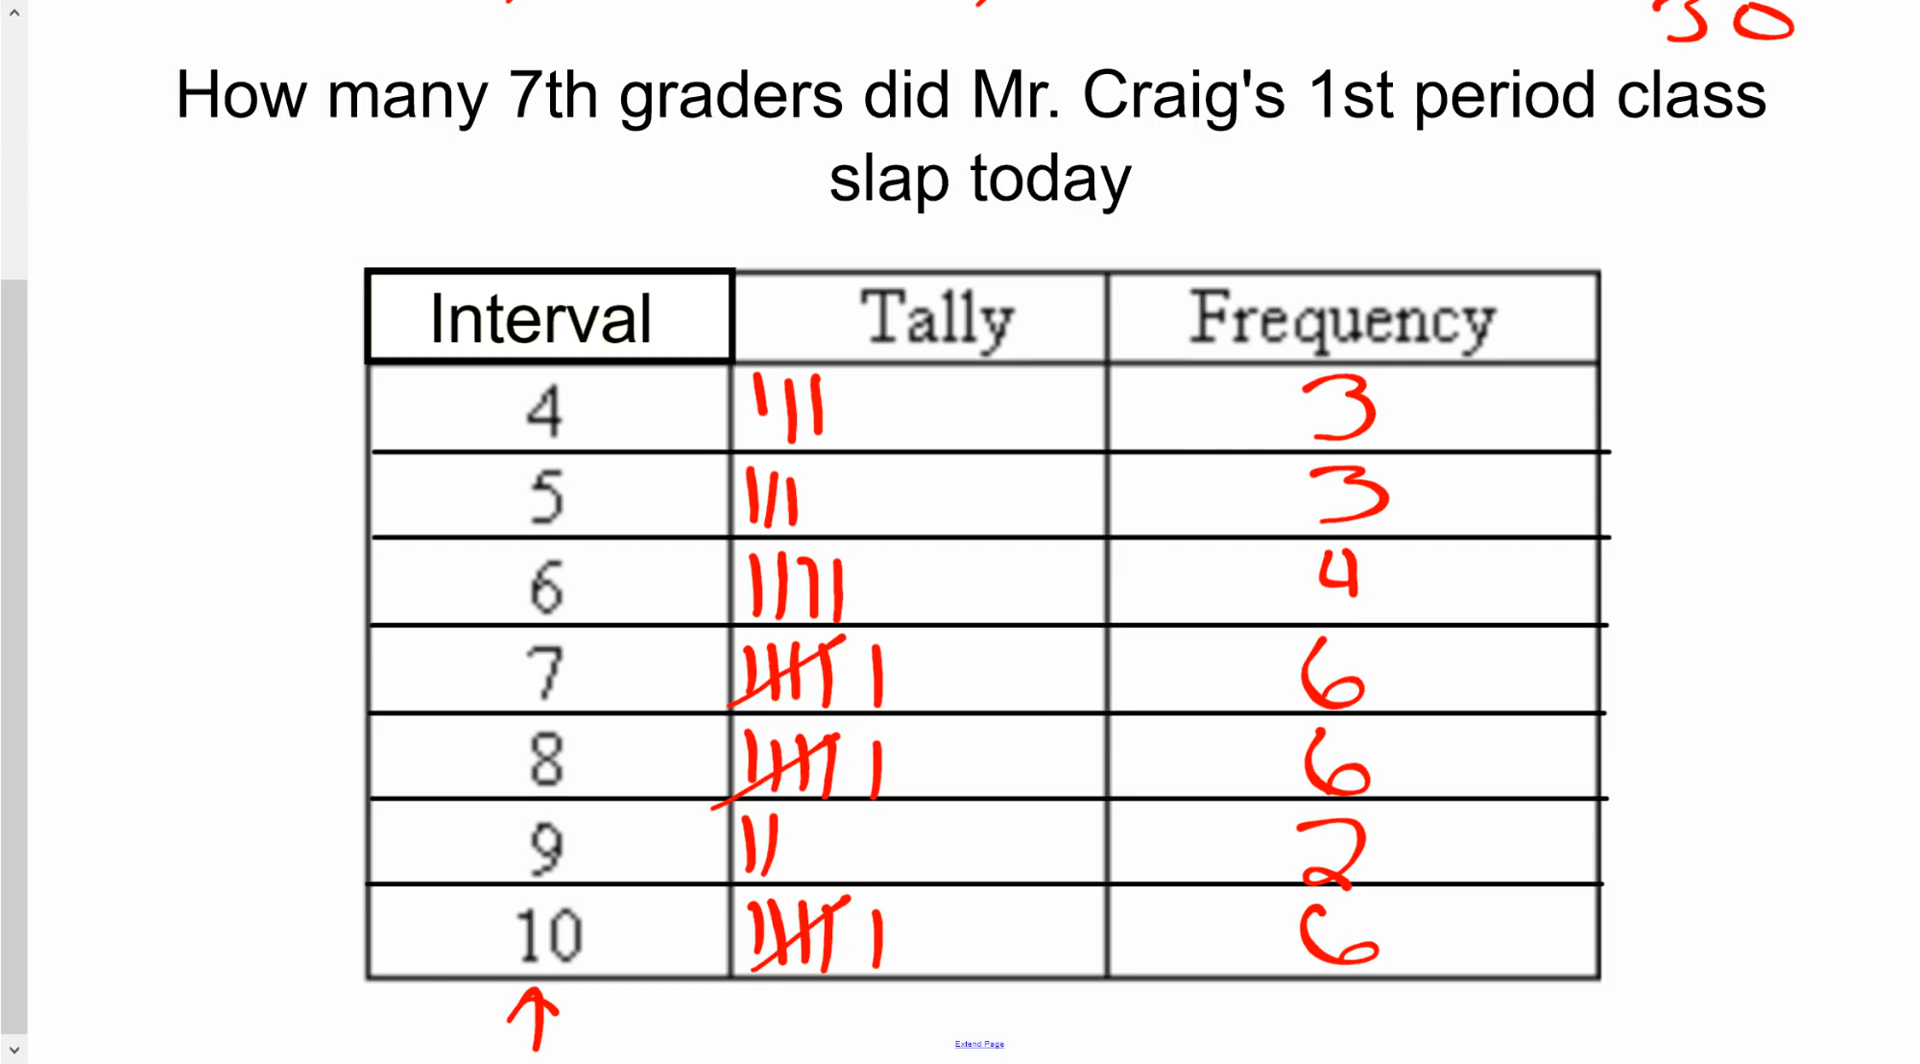 30
How many 7th graders did Mr. Craig's 1st period class
slap today
Interval Tally Frequency
4 3
5 3
6 4
7 6
8 6
9 2
10 6
Extend Page